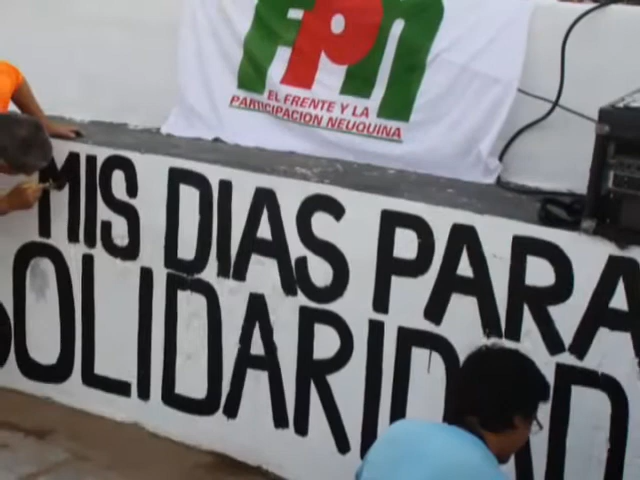 FPN
EL FRENTE Y LA
PARTICIPACION NEUQUINA
MIS DIAS PARA
SOLIDARIDAD